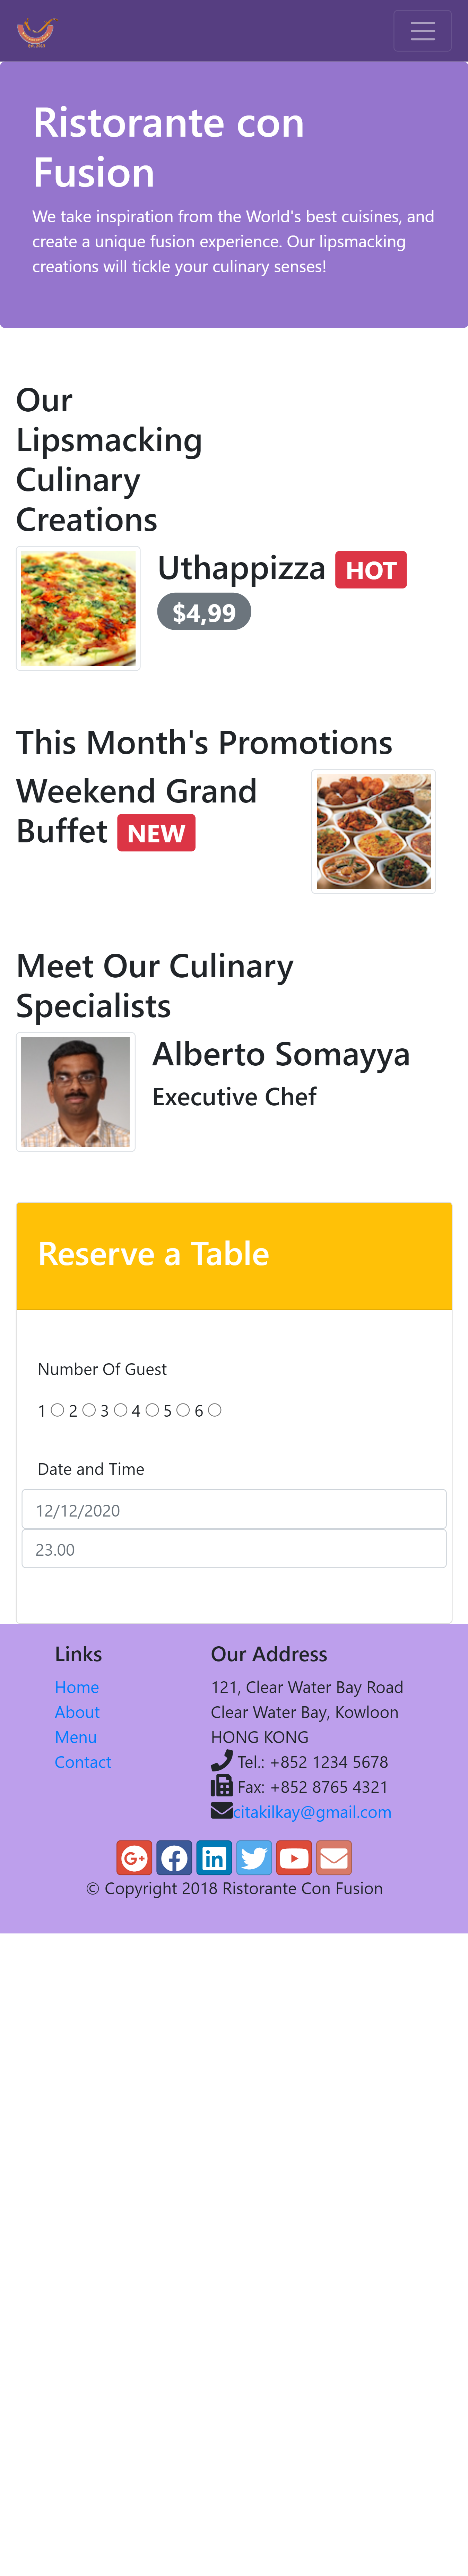 Ristorante con
Fusion
We take inspiration from the World's best cuisines, and
create a unique fusion experience. Our lipsmacking
creations will tickle your culinary senses!
Our
Lipsmacking
Culinary
Creations
Uthappizza HOT
$4,99
This Month's Promotions
Weekend Grand
Buffet NEW
Meet Our Culinary
Specialists
Alberto Somayya
Executive Chef
Reserve a Table
Number Of Guest
1 2 3 4 5 6
Date and Time
12/12/2020
23.00
Links
Home
About
Menu
Contact
Our Address
121, Clear Water Bay Road
Clear Water Bay, Kowloon
HONG KONG
Tel.: +852 1234 5678
Fax: +852 8765 4321
citakilkay@gmail.com
© Copyright 2018 Ristorante Con Fusion